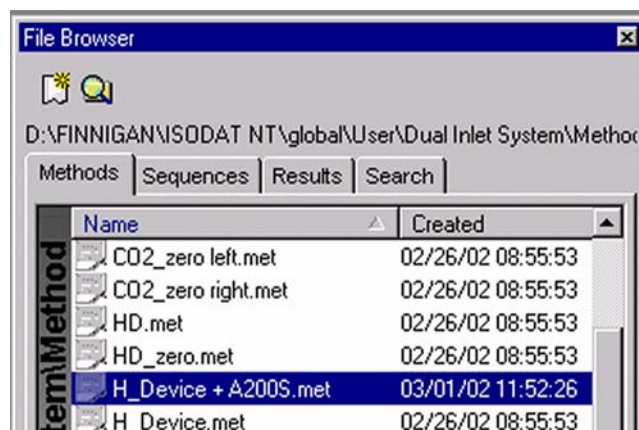 File Browser
D:\FINNIGAN\ISODAT NT\global\User\Dual Inlet System\Method
Methods Sequences Results Search
Name Created
CO2_zero left.met 02/26/02 08:55:53
CO2_zero right.met 02/26/02 08:55:53
HD.met 02/26/02 08:55:53
HD_zero.met 02/26/02 08:55:53
H_Device + A200S.met 03/01/02 11:52:26
H_Device.met 02/26/02 08:55:53
tem\Method